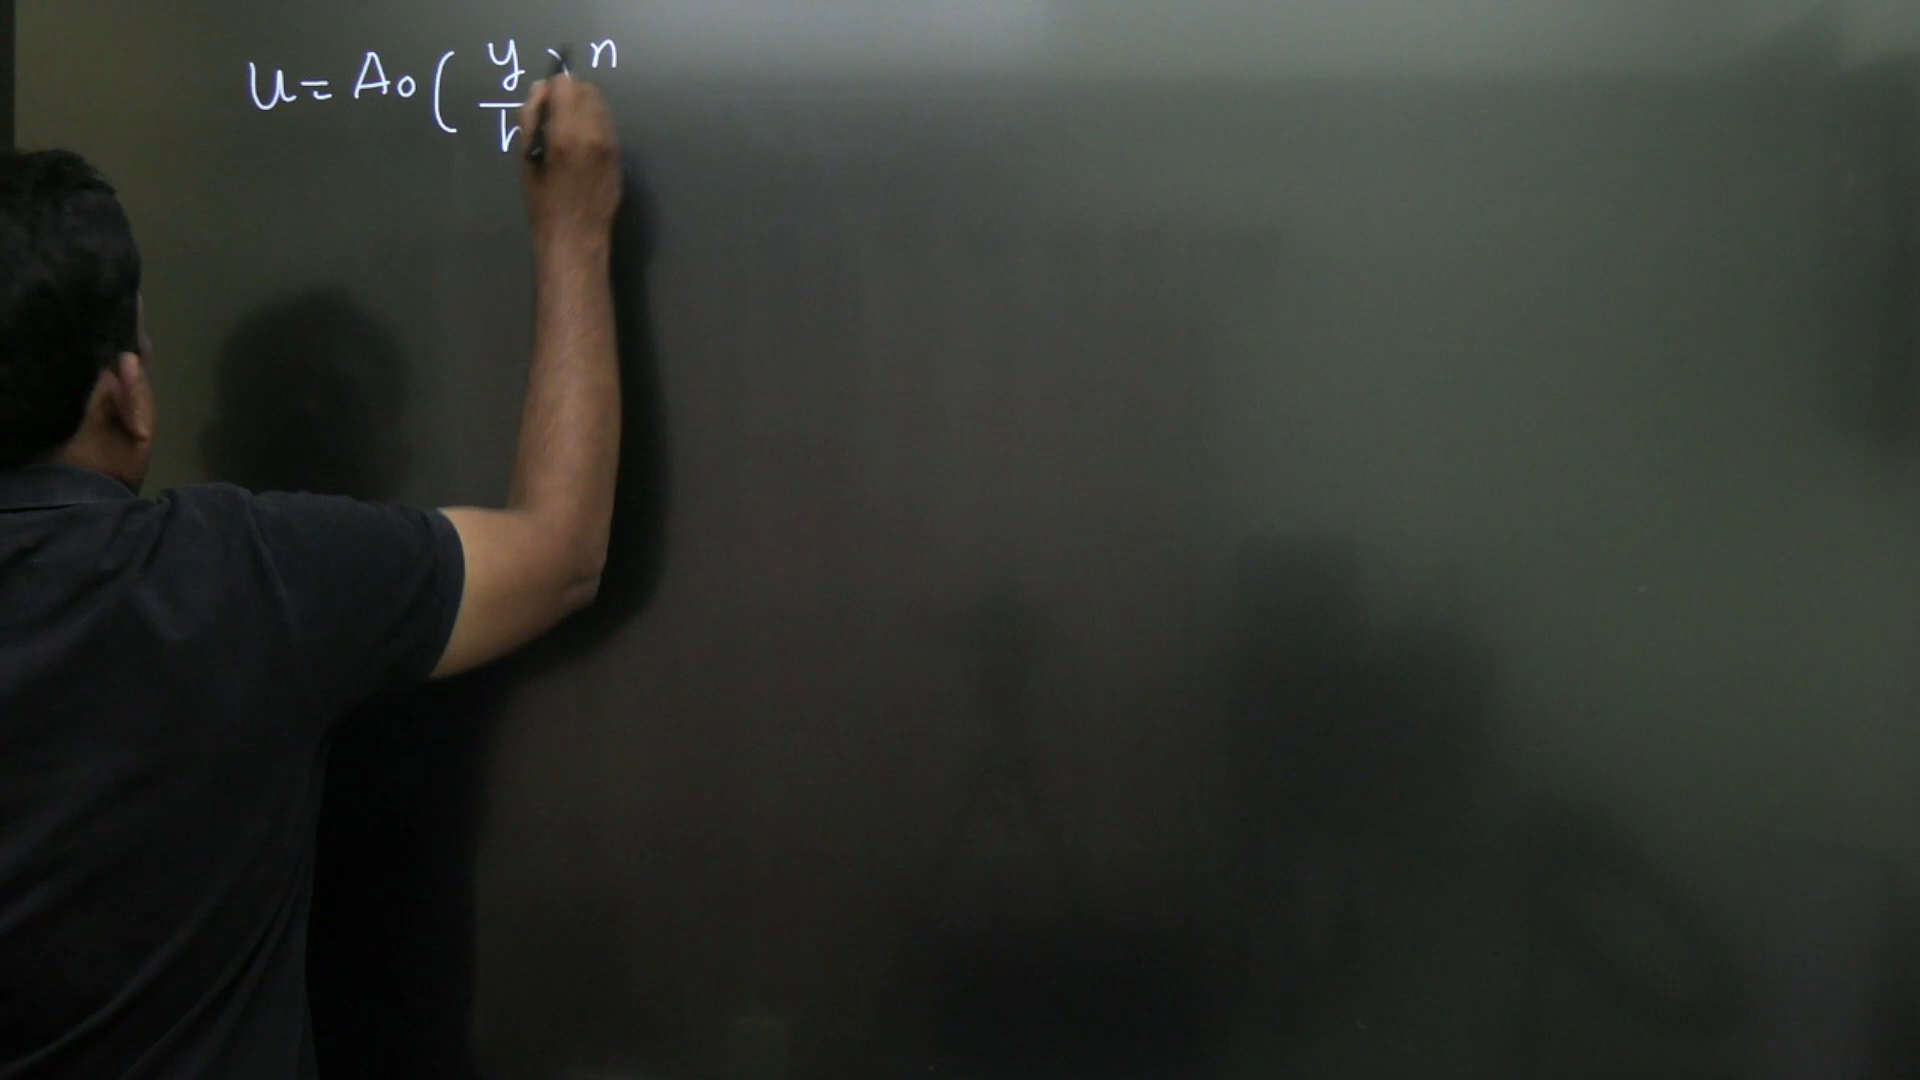 u = A₀ ( y/h )ⁿ